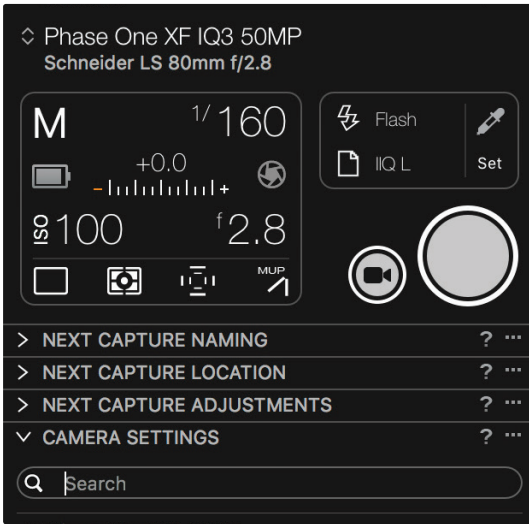 Phase One XF IQ3 50MP
Schneider LS 80mm f/2.8
M 1/160
+0.0
ISO 100 f2.8
MUP
Flash
IIQ L Set
NEXT CAPTURE NAMING ? ...
NEXT CAPTURE LOCATION ? ...
NEXT CAPTURE ADJUSTMENTS ? ...
CAMERA SETTINGS ? ...
Search